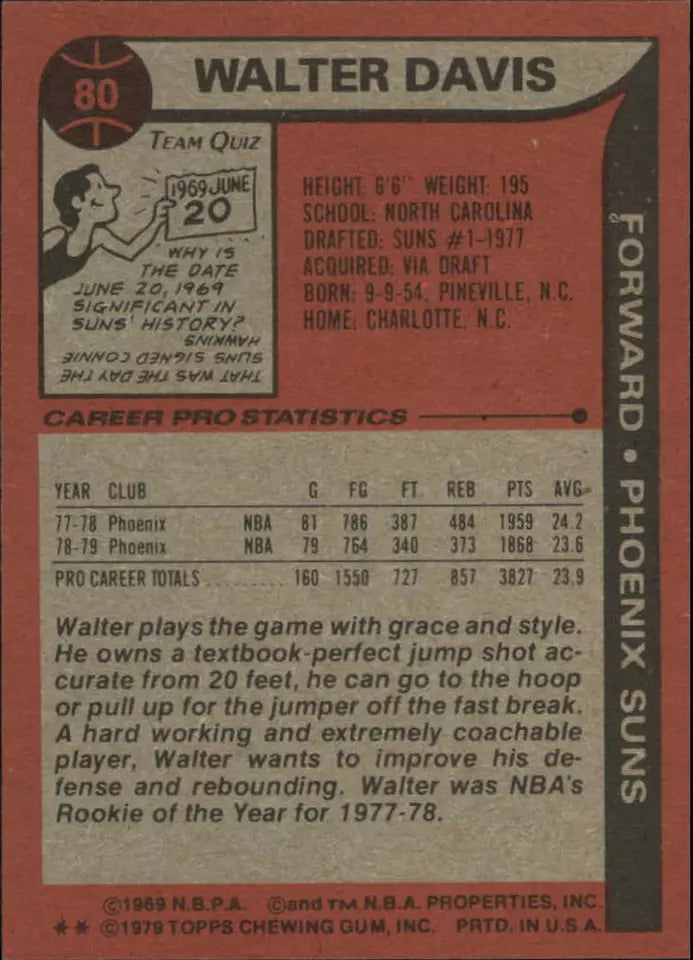 80
WALTER DAVIS
TEAM QUIZ
1969 JUNE
20
WHY IS
THE DATE
JUNE 20, 1969
SIGNIFICANT IN
SUNS' HISTORY?
THAT WAS THE DAY THE
SUNS SIGNED CONNIE
HAWKINS
HEIGHT: 6'6" WEIGHT: 195
SCHOOL: NORTH CAROLINA
DRAFTED: SUNS #1-1977
ACQUIRED: VIA DRAFT
BORN: 9-9-54, PINEVILLE, N.C.
HOME: CHARLOTTE, N.C.
FORWARD • PHOENIX SUNS
CAREER PRO STATISTICS
YEAR CLUB G FG FT REB PTS AVG.
77-78 Phoenix NBA 81 786 387 484 1959 24.2
78-79 Phoenix NBA 79 764 340 373 1868 23.6
PRO CAREER TOTALS .......... 160 1550 727 857 3827 23.9
Walter plays the game with grace and style.
He owns a textbook-perfect jump shot ac-
curate from 20 feet, he can go to the hoop
or pull up for the jumper off the fast break.
A hard working and extremely coachable
player, Walter wants to improve his de-
fense and rebounding. Walter was NBA's
Rookie of the Year for 1977-78.
©1969 N.B.P.A. ©and TM N.B.A. PROPERTIES, INC.
** ©1979 TOPPS CHEWING GUM, INC. PRTD. IN U.S.A.